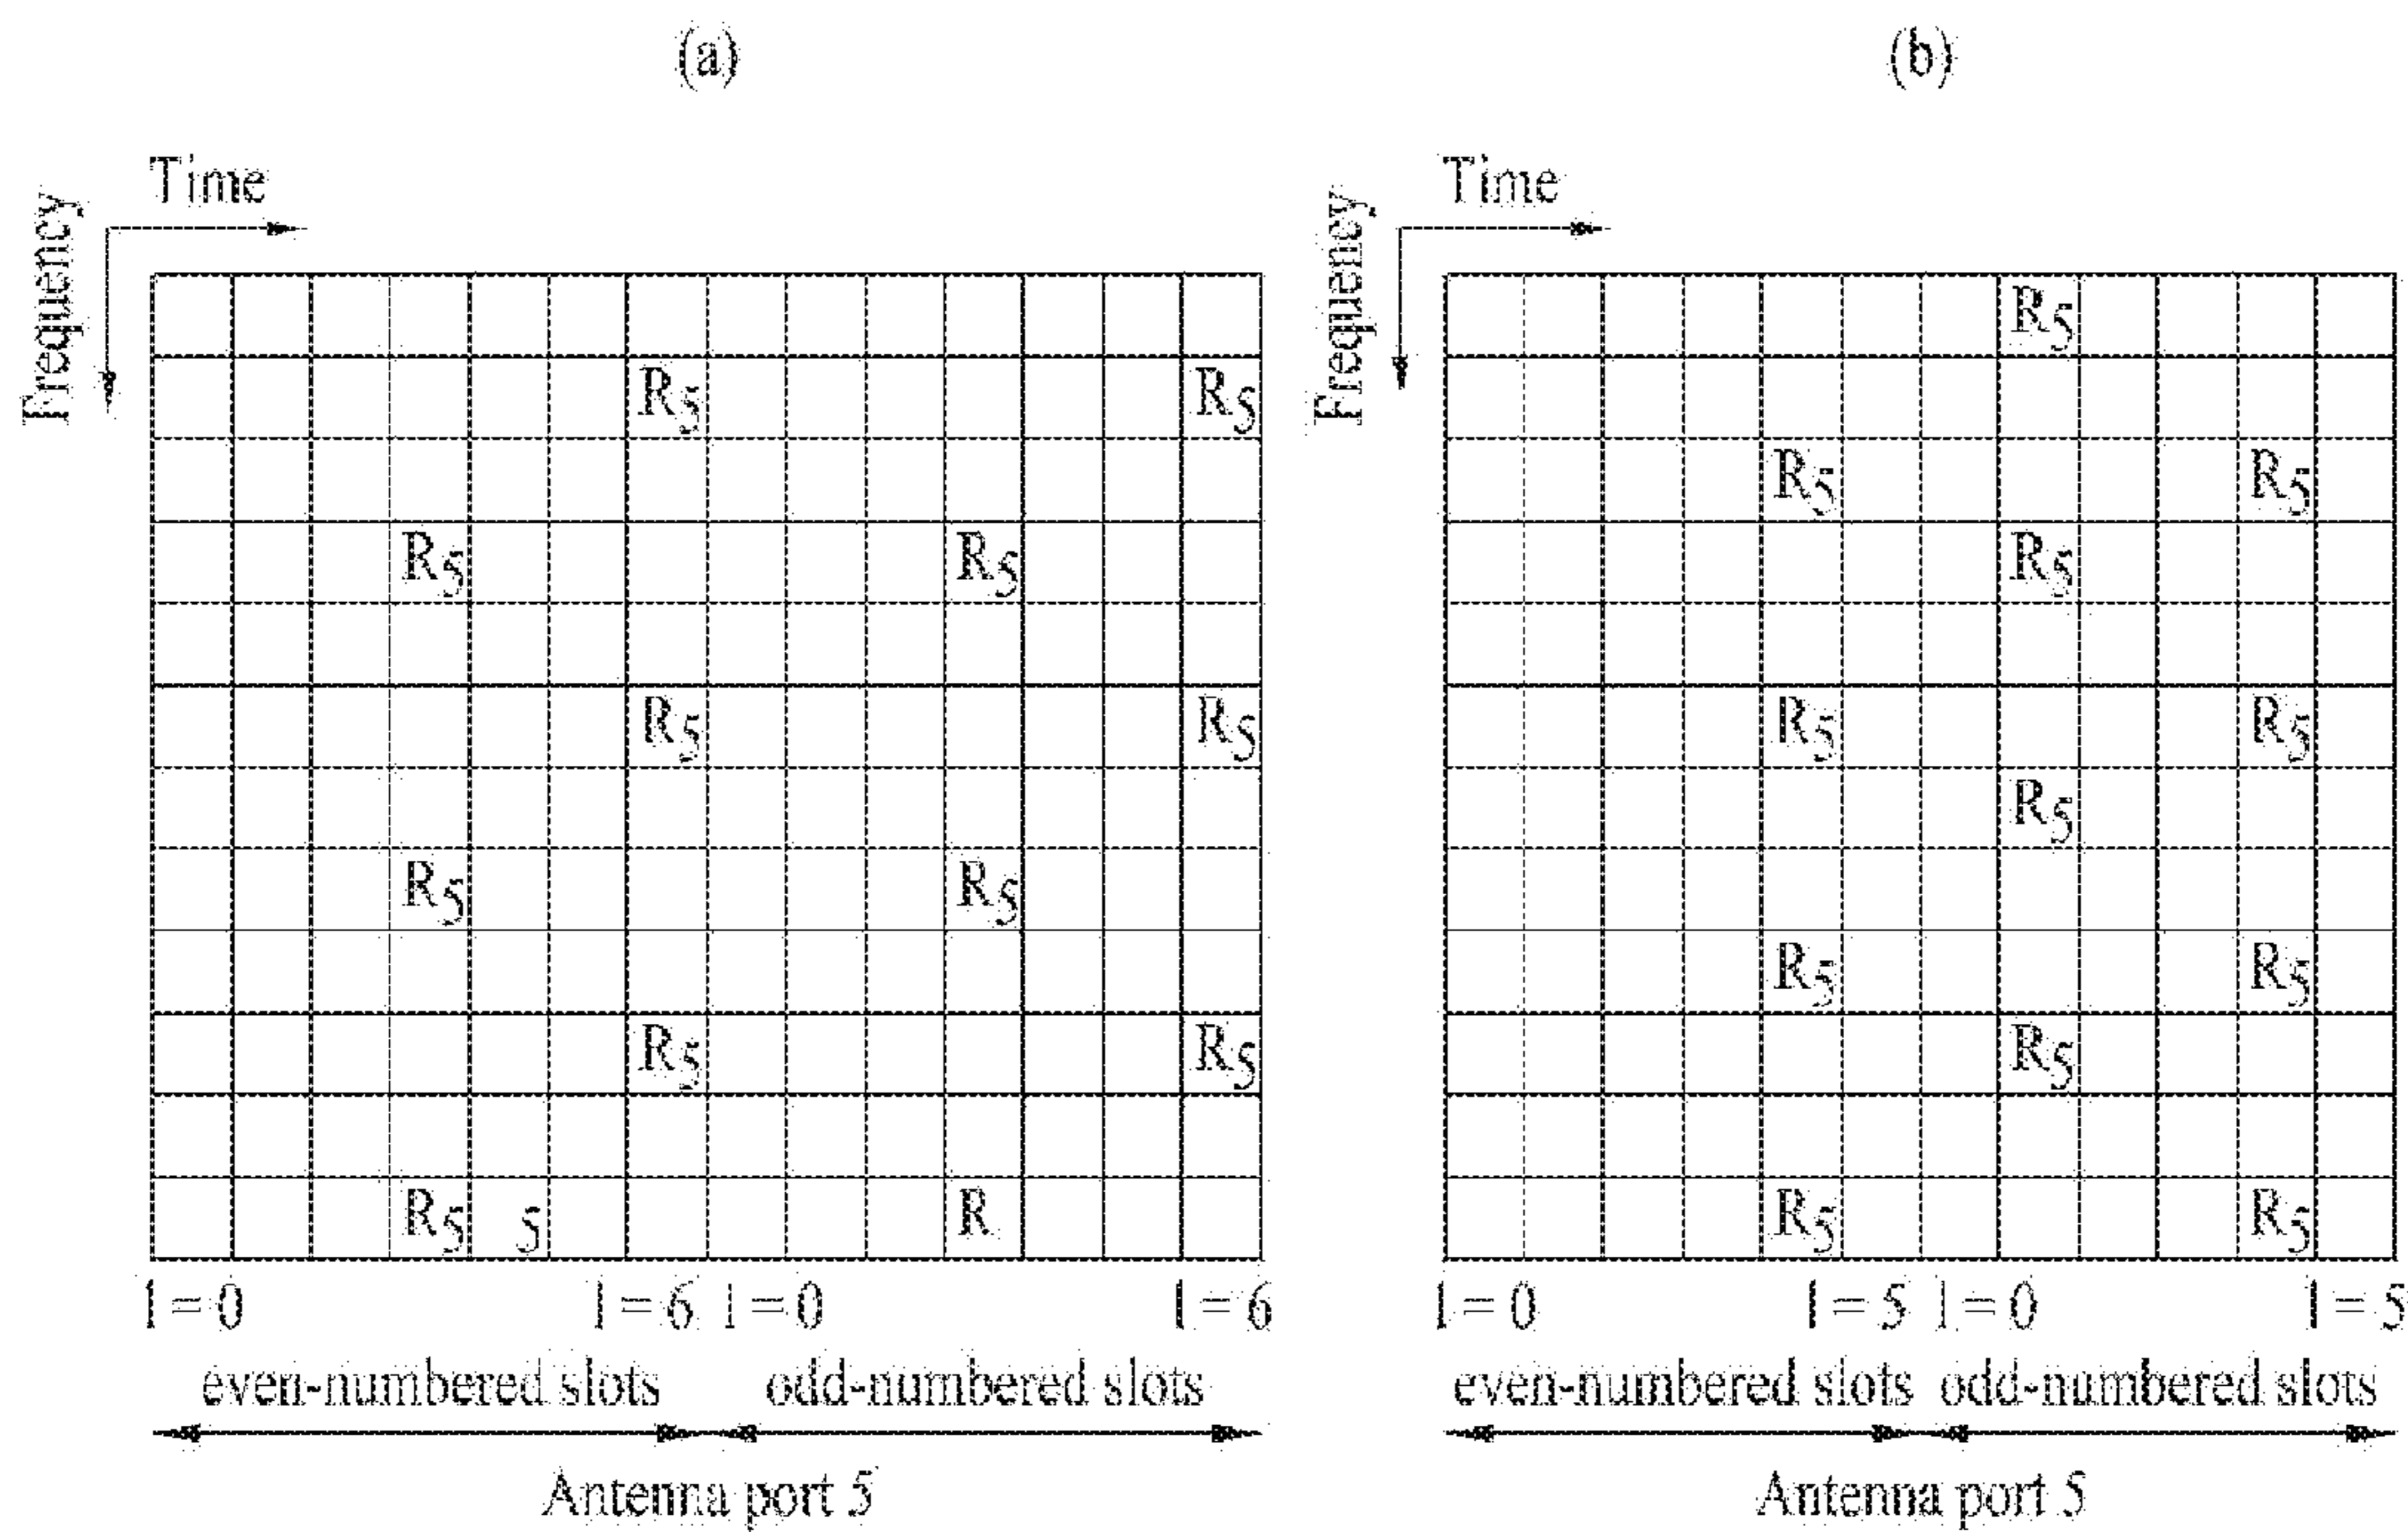 (a)
(b)
Time
Time
Frequency
Frequency
R5
R5 R5
R5 R5
R5 R5
R5
R5 R5 R5 R5
R5
R5 R5
R5 R5
R5 R5 R5
R5 5 R R5 R5
l = 0 l = 6 l = 0 l = 6
l = 0 l = 5 l = 0 l = 5
even-numbered slots odd-numbered slots
even-numbered slots odd-numbered slots
Antenna port 5
Antenna port 5